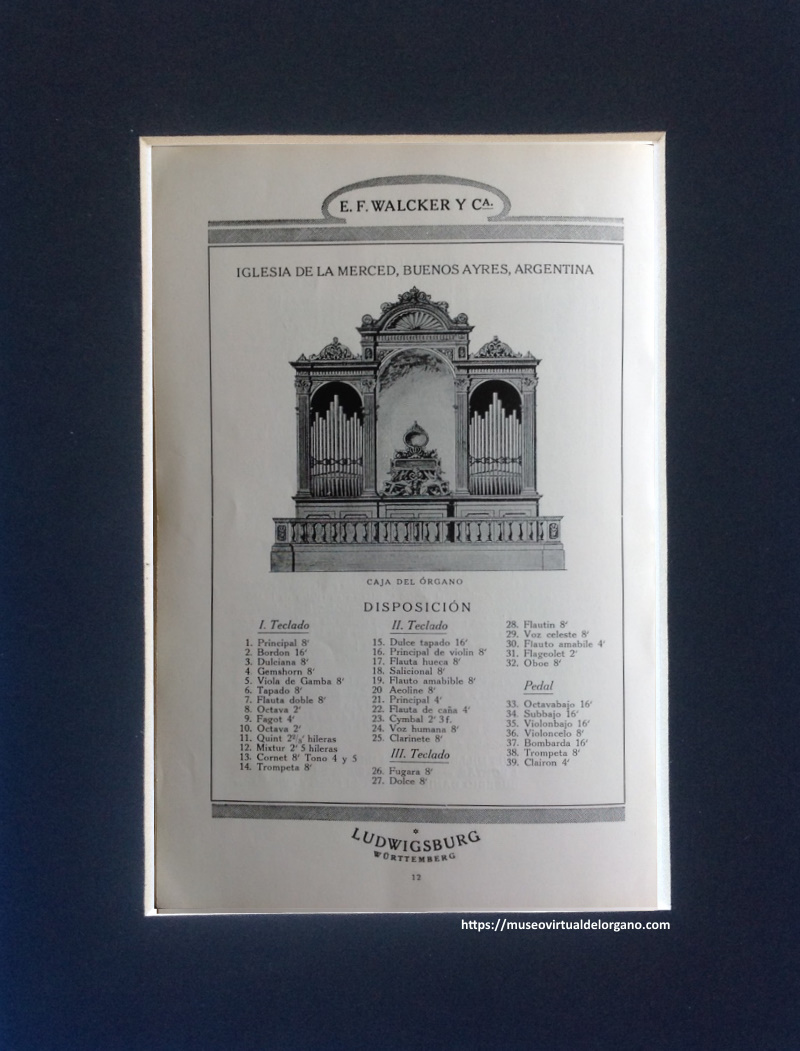 E. F. WALCKER Y CA.
IGLESIA DE LA MERCED, BUENOS AYRES, ARGENTINA
CAJA DEL ÓRGANO
DISPOSICIÓN
I. Teclado
1. Principal 8'
2. Bordon 16'
3. Dulciana 8'
4. Gemshorn 8'
5. Viola de Gamba 8'
6. Tapado 8'
7. Flauta doble 8'
8. Octava 2'
9. Fagot 4'
10. Octava 2'
11. Quint 2²/₃' hileras
12. Mixtur 2' 5 hileras
13. Cornet 8' Tono 4 y 5
14. Trompeta 8'
II. Teclado
15. Dulce tapado 16'
16. Principal de violin 8'
17. Flauta hueca 8'
18. Salicional 8'
19. Flauto amabible 8'
20 Aeoline 8'
21. Principal 4'
22. Flauta de caña 4'
23. Cymbal 2' 3 f.
24. Voz humana 8'
25. Clarinete 8'
III. Teclado
26. Fugara 8'
27. Dolce 8'
28. Flautin 8'
29. Voz celeste 8'
30. Flauto amabile 4'
31. Flageolet 2'
32. Oboe 8'
Pedal
33. Octavabajo 16'
34. Subbajo 16'
35. Violonbajo 16'
36. Violoncelo 8'
37. Bombarda 16'
38. Trompeta 8'
39. Clairon 4'
LUDWIGSBURG
WÜRTTEMBERG
12
https://museovirtualdelorgano.com